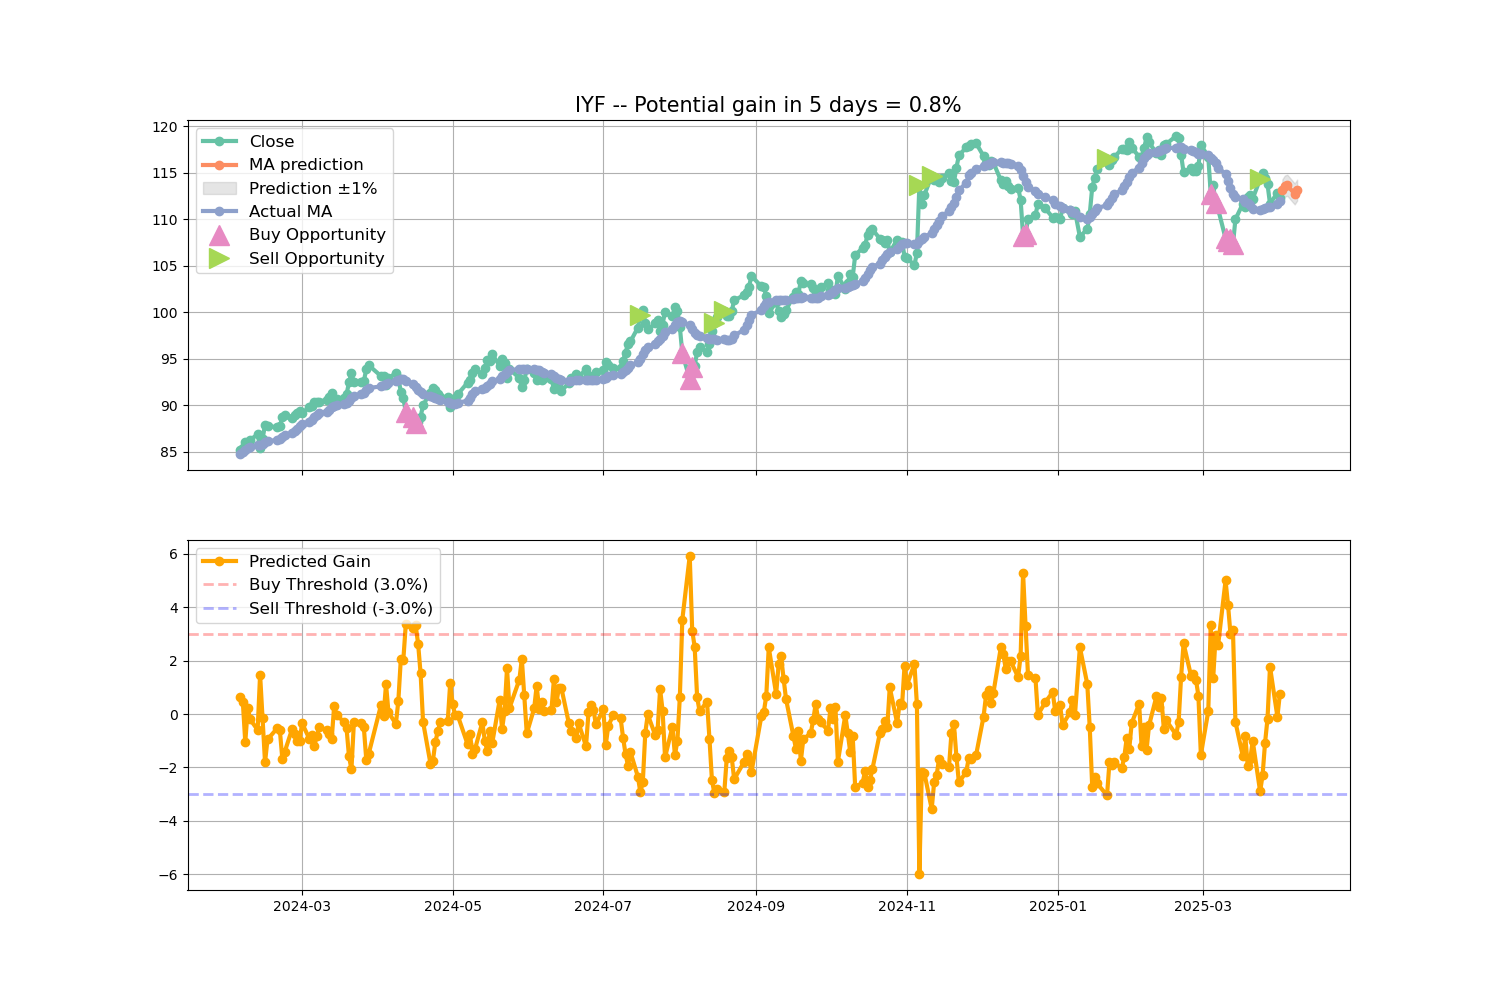 IYF -- Potential gain in 5 days = 0.8%
120
115
110
105
100
95
90
85
Close
MA prediction
Prediction ±1%
Actual MA
Buy Opportunity
Sell Opportunity
6
4
2
0
−2
−4
−6
Predicted Gain
Buy Threshold (3.0%)
Sell Threshold (-3.0%)
2024-03 2024-05 2024-07 2024-09 2024-11 2025-01 2025-03